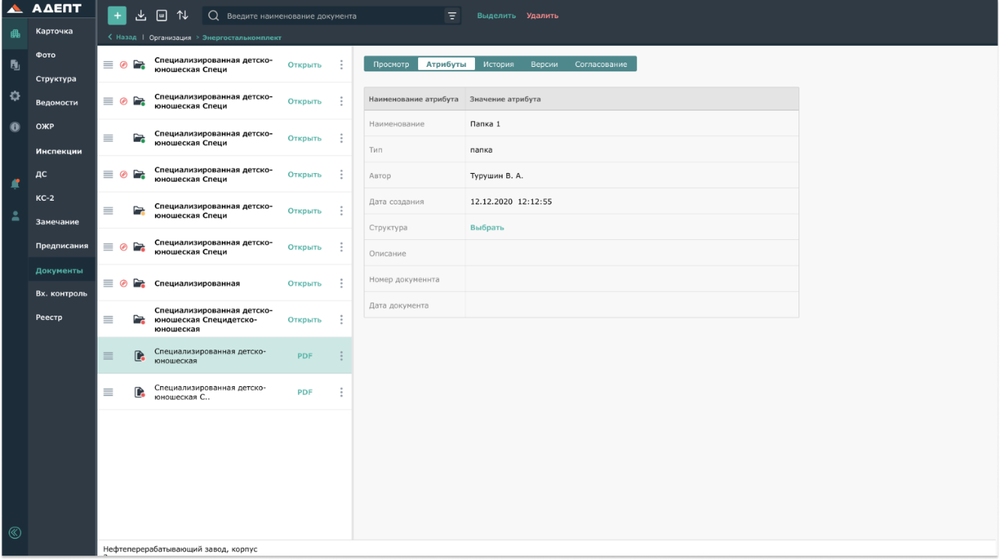 АДЕПТ
Карточка
Фото
Структура
Ведомости
ОЖР
Инспекции
ДС
КС-2
Замечание
Предписания
Документы
Вх. контроль
Реестр
Введите наименование документа
Выделить Удалить
Назад | Организация > Энергосталькомплект
Специализированная детско-
юношеская Специ
Открыть
Специализированная детско-
юношеская Специ
Открыть
Специализированная детско-
юношеская Специ
Открыть
Специализированная детско-
юношеская Специ
Открыть
Специализированная детско-
юношеская Специ
Открыть
Специализированная детско-
юношеская Специ
Открыть
Специализированная Открыть
Специализированная детско-
юношеская Специдетско-
юношеская
Открыть
Специализированная детско-
юношеская
PDF
Специализированная детско-
юношеская С..
PDF
Нефтеперерабатывающий завод, корпус
Просмотр Атрибуты История Версии Согласование
Наименование атрибута Значение атрибута
Наименование Папка 1
Тип папка
Автор Турушин В. А.
Дата создания 12.12.2020 12:12:55
Структура Выбрать
Описание
Номер докуменнта
Дата документа